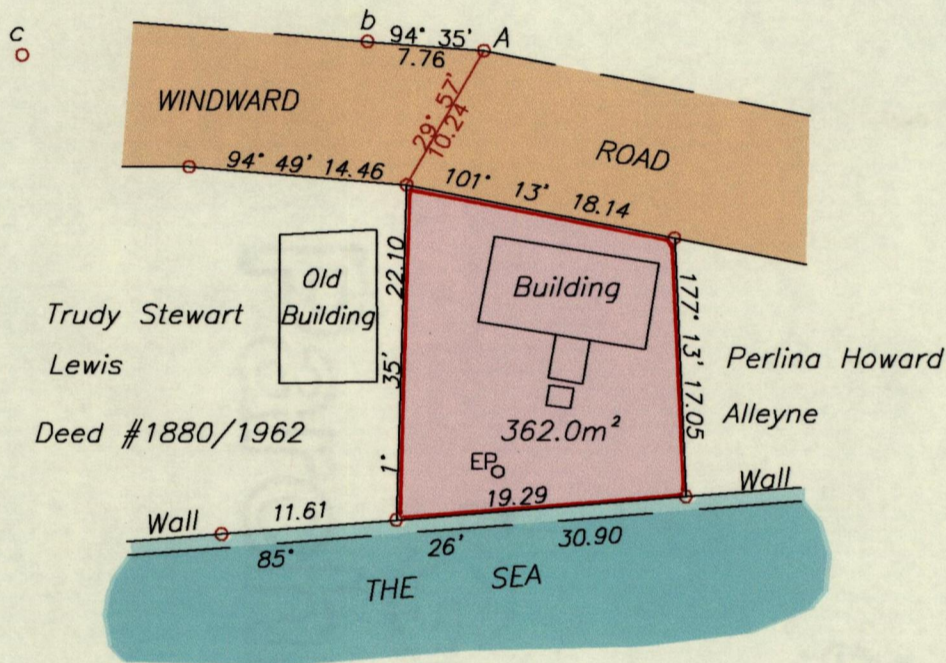 c
b
94° 35'
A
7.76
WINDWARD
29° 57'
10.24
ROAD
94° 49' 14.46
101° 13' 18.14
Old
Building
Building
1° 35' 22.10
177° 13' 17.05
Trudy Stewart
Lewis
Perlina Howard
Alleyne
Deed #1880/1962
362.0m²
EP
Wall
11.61
19.29
Wall
85° 26' 30.90
THE SEA